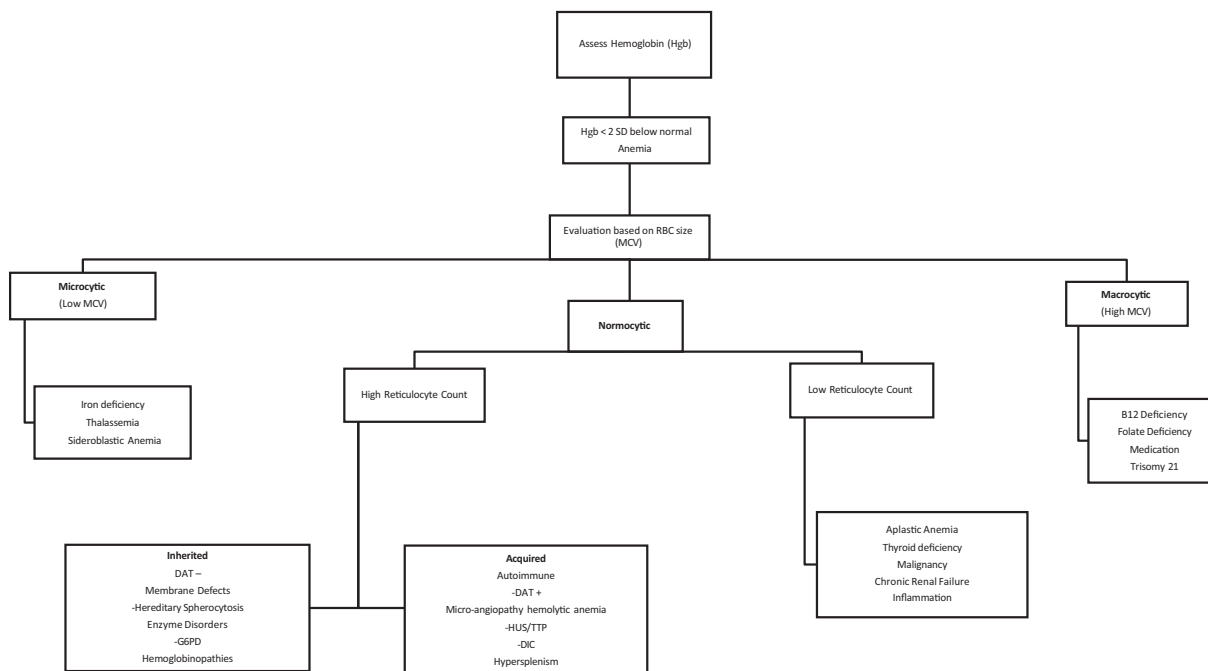 Assess Hemoglobin (Hgb)
Hgb < 2 SD below normal
Anemia
Evaluation based on RBC size
(MCV)
Microcytic
(Low MCV)
Normocytic
Macrocytic
(High MCV)
High Reticulocyte Count
Low Reticulocyte Count
Iron deficiency
Thalassemia
Sideroblastic Anemia
B12 Deficiency
Folate Deficiency
Medication
Trisomy 21
Inherited
DAT –
Membrane Defects
-Hereditary Spherocytosis
Enzyme Disorders
-G6PD
Hemoglobinopathies
Acquired
Autoimmune
-DAT +
Micro-angiopathy hemolytic anemia
-HUS/TTP
-DIC
Hypersplenism
Aplastic Anemia
Thyroid deficiency
Malignancy
Chronic Renal Failure
Inflammation